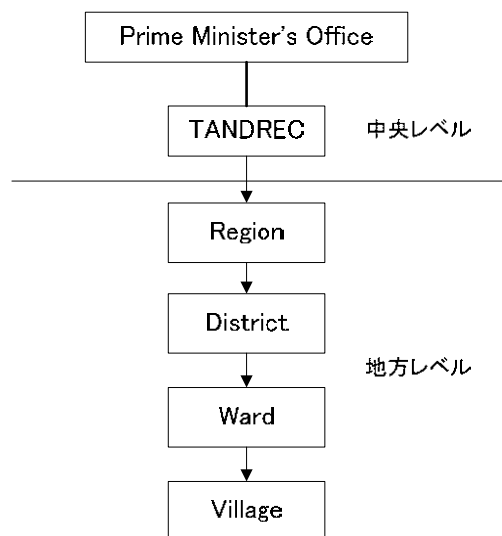 Prime Minister's Office
TANDREC
中央レベル
Region
District
地方レベル
Ward
Village